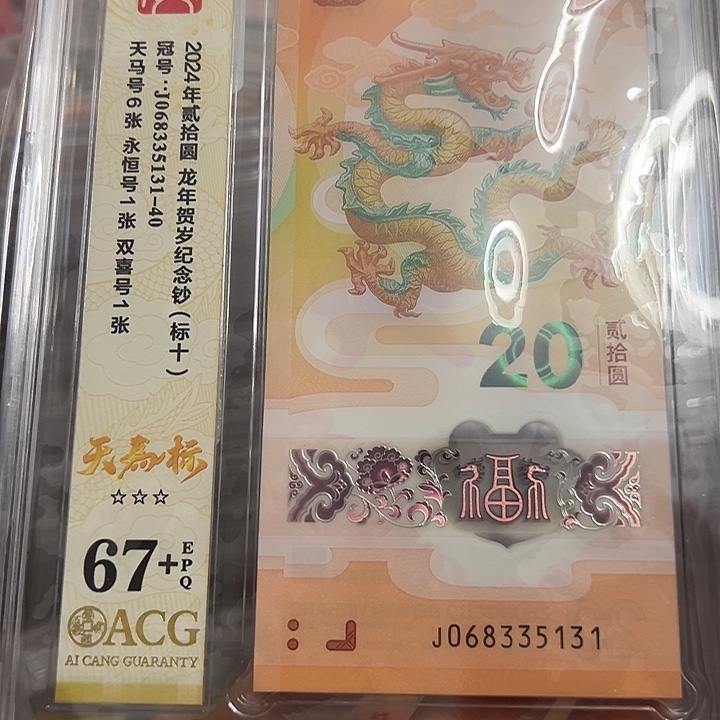 2024年贰拾圆 龙年贺岁纪念钞(标十)
冠号:J068335131-40
天马号6张 永恒号1张 双喜号1张
天马标
☆☆☆
67+EPQ
ACG
AI CANG GUARANTY
20
贰拾圆
福
J068335131